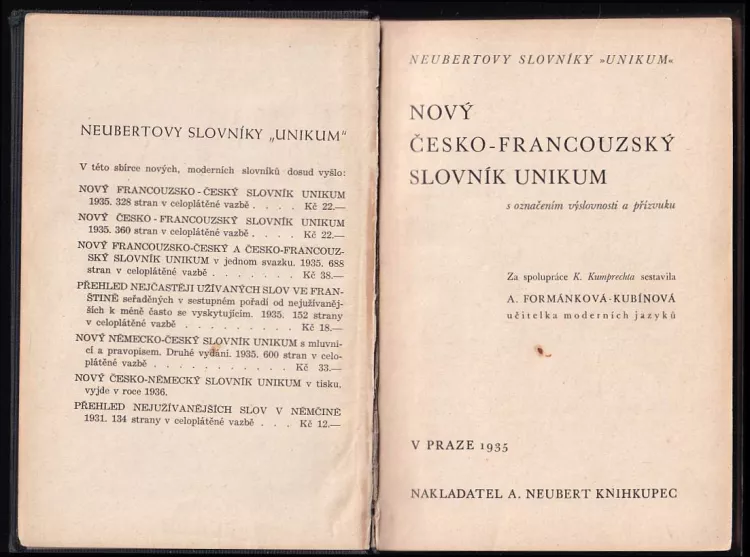 NEUBERTOVY SLOVNÍKY „UNIKUM"
V této sbírce nových, moderních slovníků dosud vyšlo:
NOVÝ FRANCOUZSKO-ČESKÝ SLOVNÍK UNIKUM
1935. 328 stran v celoplátěné vazbě . . . . Kč 22.—
NOVÝ ČESKO-FRANCOUZSKÝ SLOVNÍK UNIKUM
1935. 360 stran v celoplátěné vazbě . . . . Kč 22.—
NOVÝ FRANCOUZSKO-ČESKÝ A ČESKO-FRANCOUZ-
SKÝ SLOVNÍK UNIKUM v jednom svazku. 1935. 688
stran v celoplátěné vazbě . . . . . . . Kč 38.—
PŘEHLED NEJČASTĚJI UŽÍVANÝCH SLOV VE FRAN-
ŠTINĚ seřaděných v sestupném pořadí od nejužívaněj-
ších k méně často se vyskytujícím. 1935. 152 strany
v celoplátěné vazbě . . . . . . . . . Kč 18.—
NOVÝ NĚMECKO-ČESKÝ SLOVNÍK UNIKUM s mluvni-
cí a pravopisem. Druhé vydání. 1935. 600 stran v celo-
plátěné vazbě . . . . . . . . . . . Kč 33.—
NOVÝ ČESKO-NĚMECKÝ SLOVNÍK UNIKUM v tisku,
vyjde v roce 1936.
PŘEHLED NEJUŽÍVANĚJŠÍCH SLOV V NĚMČINĚ
1931. 134 strany v celoplátěné vazbě . . . Kč 12.—
NEUBERTOVY SLOVNÍKY »UNIKUM«
NOVÝ
ČESKO-FRANCOUZSKÝ
SLOVNÍK UNIKUM
s označením výslovnosti a přízvuku
Za spolupráce K. Kumprechta sestavila
A. FORMÁNKOVÁ-KUBÍNOVÁ
učitelka moderních jazyků
V PRAZE 1935
NAKLADATEL A. NEUBERT KNIHKUPEC